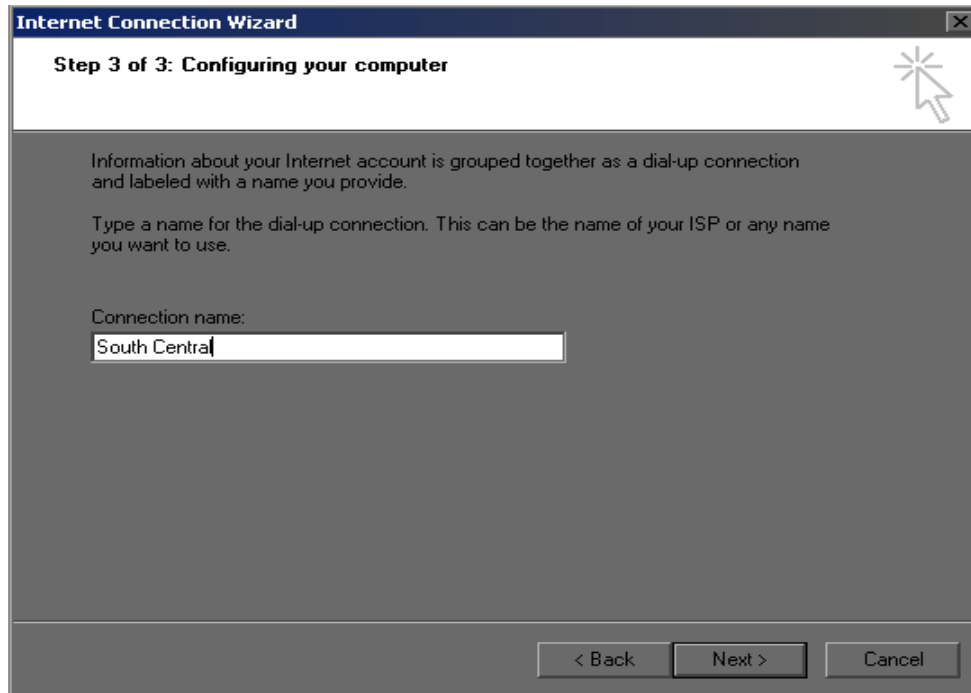 Internet Connection Wizard
Step 3 of 3: Configuring your computer
Information about your Internet account is grouped together as a dial-up connection
and labeled with a name you provide.
Type a name for the dial-up connection. This can be the name of your ISP or any name
you want to use.
Connection name:
South Central
< Back Next > Cancel